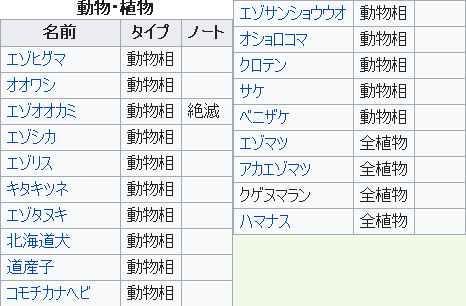 動物・植物
名前 タイプ ノート
エゾヒグマ 動物相
オオワシ 動物相
エゾオオカミ 動物相 絶滅
エゾシカ 動物相
エゾリス 動物相
キタキツネ 動物相
エゾタヌキ 動物相
北海道犬 動物相
道産子 動物相
コモチカナヘビ 動物相
エゾサンショウウオ 動物相
オショロコマ 動物相
クロテン 動物相
サケ 動物相
ベニザケ 動物相
エゾマツ 全植物
アカエゾマツ 全植物
クゲヌマラン 全植物
ハマナス 全植物